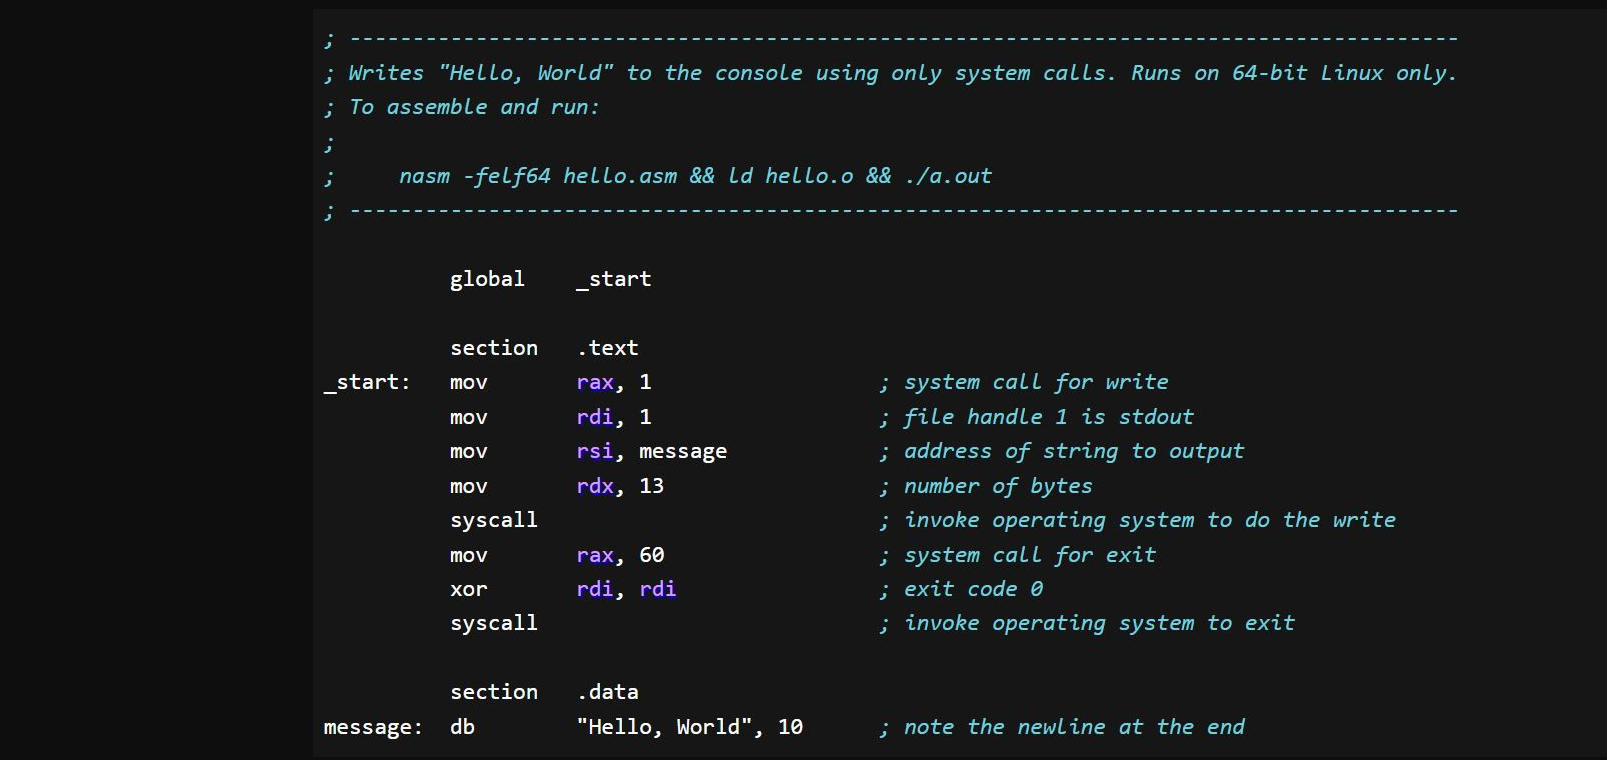 ; ----------------------------------------------------------------------------------------
; Writes "Hello, World" to the console using only system calls. Runs on 64-bit Linux only.
; To assemble and run:
;
;     nasm -felf64 hello.asm && ld hello.o && ./a.out
; ----------------------------------------------------------------------------------------

          global    _start

          section   .text
_start:   mov       rax, 1                  ; system call for write
          mov       rdi, 1                  ; file handle 1 is stdout
          mov       rsi, message            ; address of string to output
          mov       rdx, 13                 ; number of bytes
          syscall                           ; invoke operating system to do the write
          mov       rax, 60                 ; system call for exit
          xor       rdi, rdi                ; exit code 0
          syscall                           ; invoke operating system to exit

          section   .data
message:  db        "Hello, World", 10      ; note the newline at the end